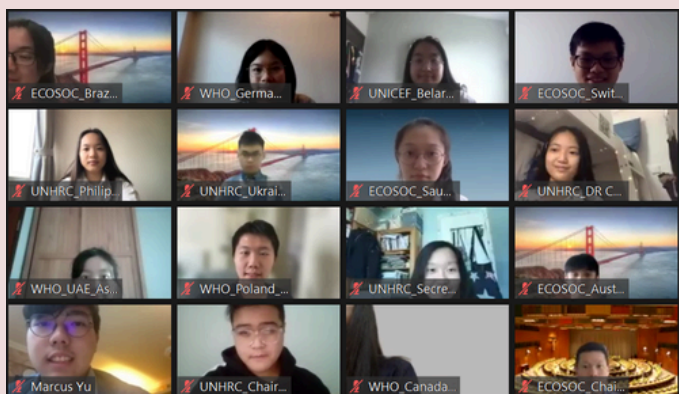 ECOSOC_Braz...
WHO_Germa...
UNICEF_Belar...
ECOSOC_Swit...
UNHRC_Philip...
UNHRC_Ukrai...
ECOSOC_Sau...
UNHRC_DR C...
WHO_UAE_As...
WHO_Poland_...
UNHRC_Secre...
ECOSOC_Aust...
Marcus Yu
UNHRC_Chair...
WHO_Canada...
ECOSOC_Chai...